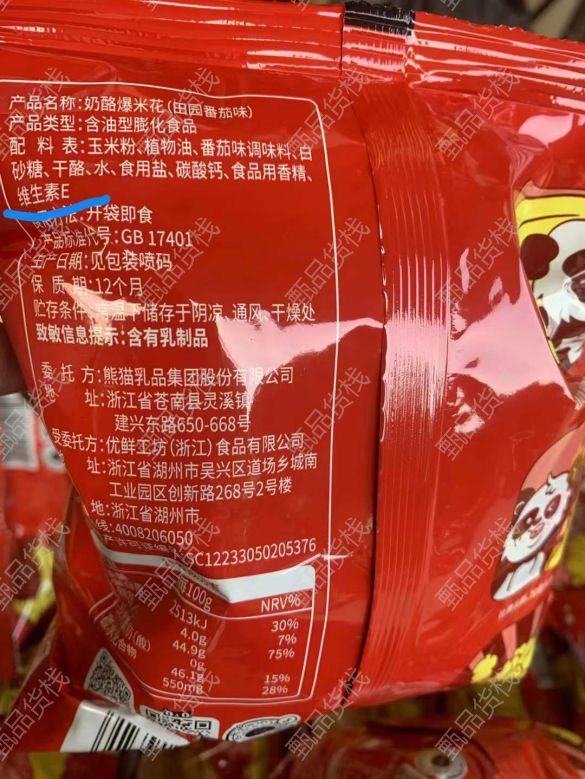 产品名称:奶酪爆米花(田园番茄味)
产品类型:含油型膨化食品
配 料 表:玉米粉、植物油、番茄味调味料、白
砂糖、干酪、水、食用盐、碳酸钙、食品用香精、
维生素E
开袋即食
产品标准代号:GB 17401
生产日期:见包装喷码
保 质 期:12个月
贮存条件:常温下储存于阴凉、通风、干燥处
致敏信息提示:含有乳制品
委 托 方:熊猫乳品集团股份有限公司
地 址:浙江省苍南县灵溪镇
建兴东路650-668号
受委托方:优鲜工坊(浙江)食品有限公司
址:浙江省湖州市吴兴区道场乡城南
工业园区创新路268号2号楼
地:浙江省湖州市
线:4008206050
SC12233050205376
100g NRV%
2513kJ 30%
4.0g 7%
44.9g 75%
0g
46.1g 15%
550mg 28%
甄品货栈